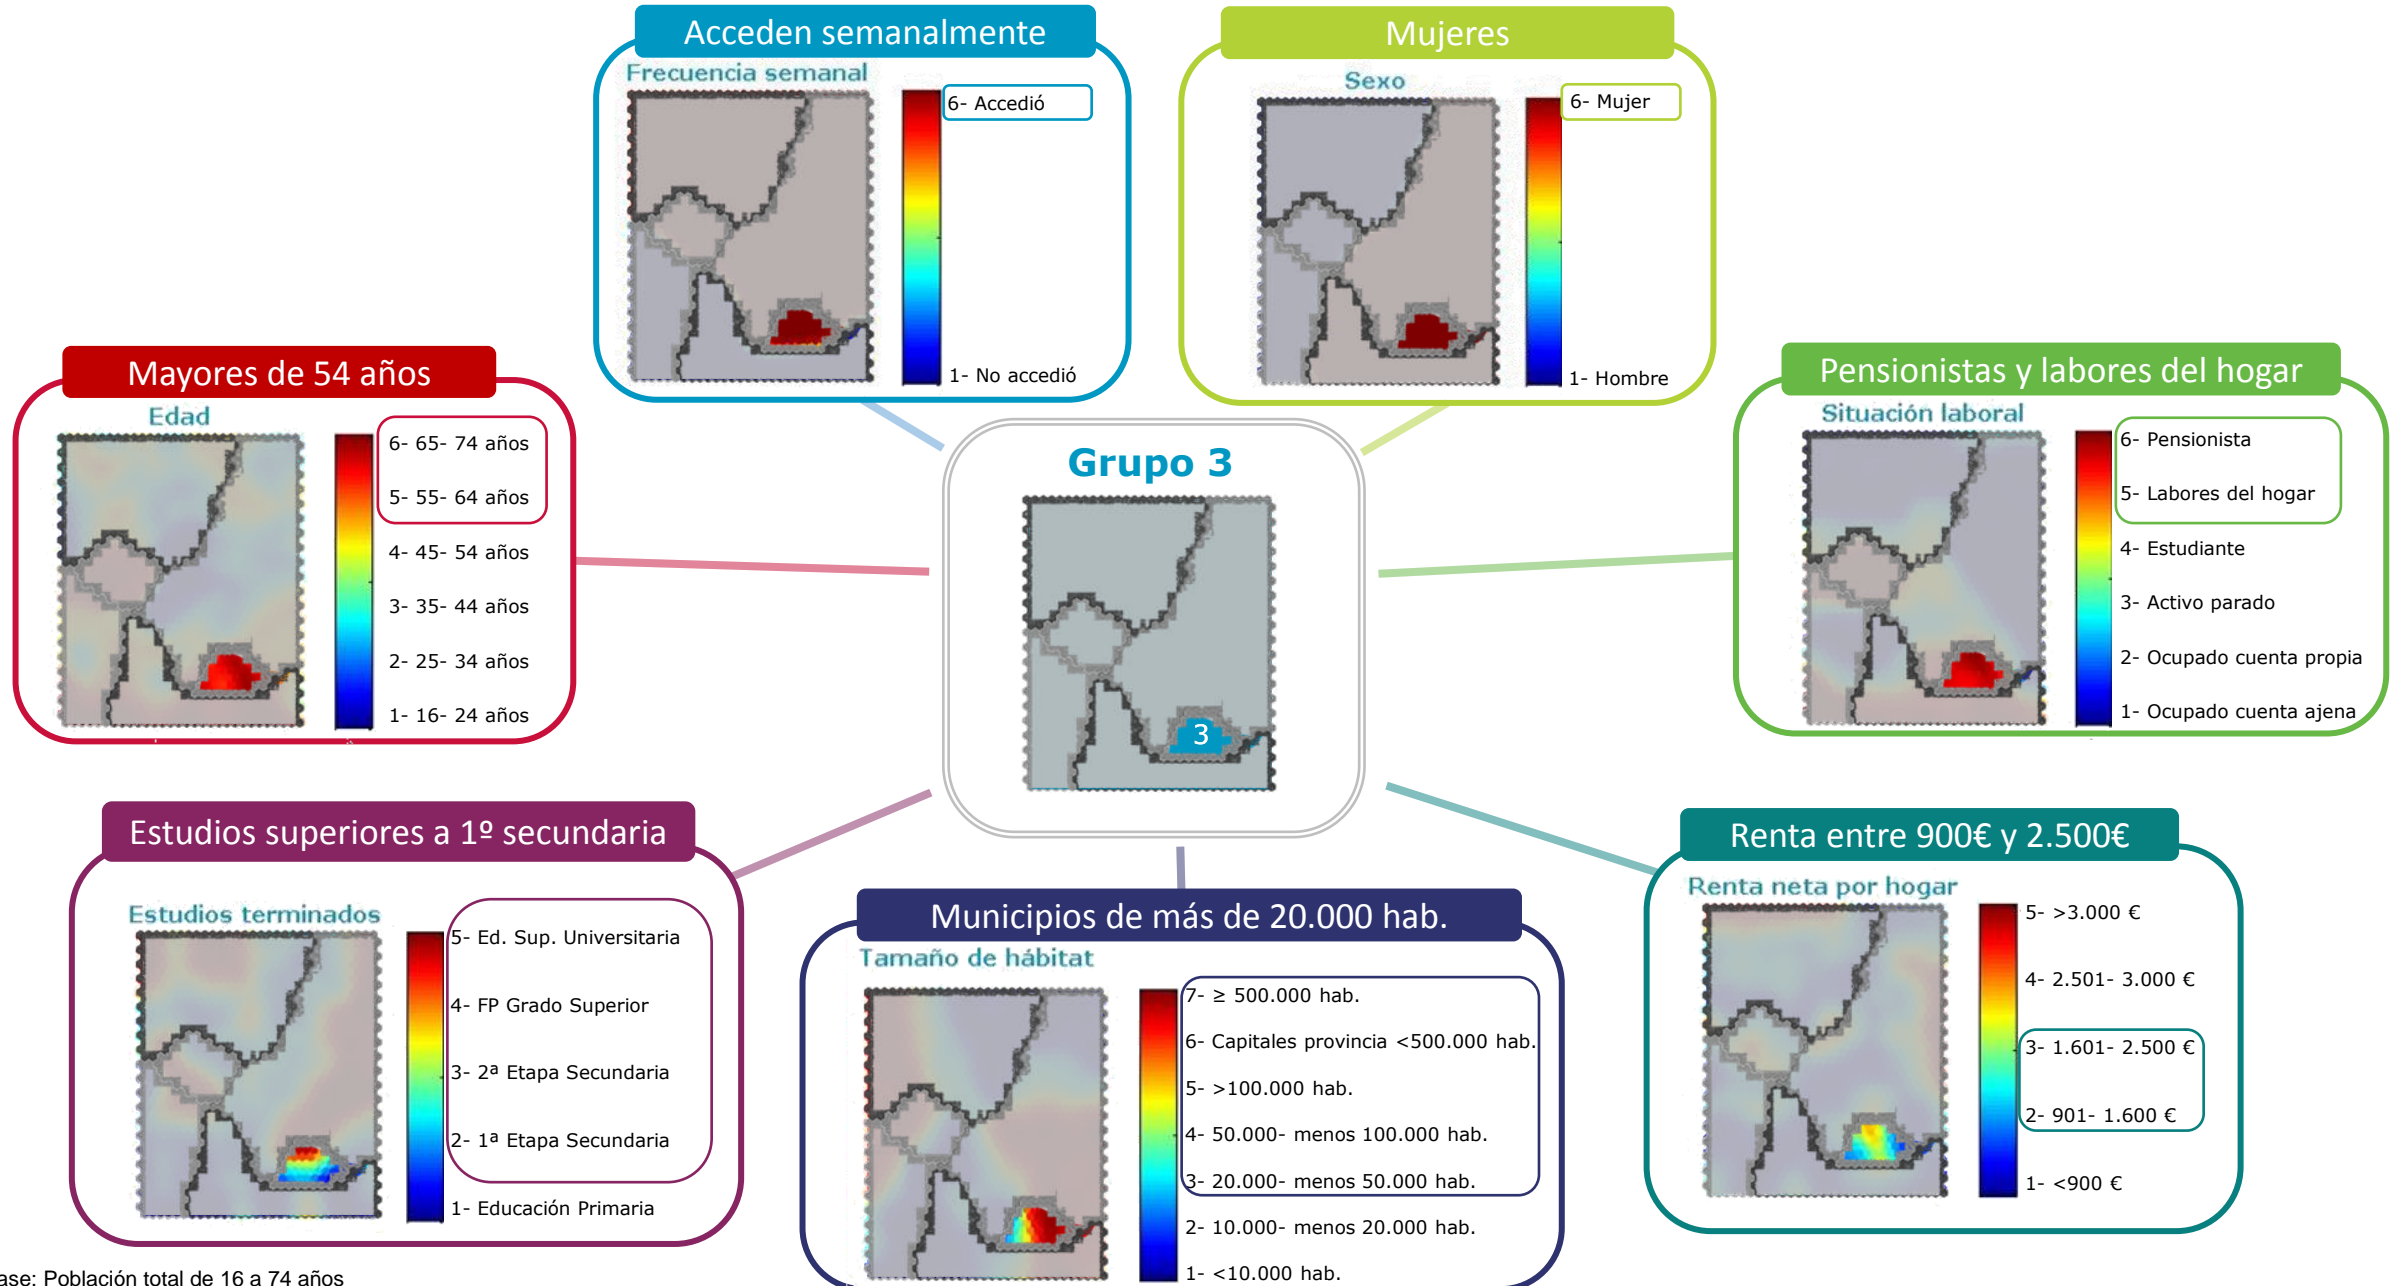 Acceden semanalmente
Frecuencia semanal
6- Accedió
1- No accedió
Mujeres
Sexo
6- Mujer
1- Hombre
Mayores de 54 años
Edad
6- 65- 74 años
5- 55- 64 años
4- 45- 54 años
3- 35- 44 años
2- 25- 34 años
1- 16- 24 años
Grupo 3
3
Pensionistas y labores del hogar
Situación laboral
6- Pensionista
5- Labores del hogar
4- Estudiante
3- Activo parado
2- Ocupado cuenta propia
1- Ocupado cuenta ajena
Estudios superiores a 1º secundaria
Estudios terminados
5- Ed. Sup. Universitaria
4- FP Grado Superior
3- 2ª Etapa Secundaria
2- 1ª Etapa Secundaria
1- Educación Primaria
Municipios de más de 20.000 hab.
Tamaño de hábitat
7- ≥ 500.000 hab.
6- Capitales provincia <500.000 hab.
5- >100.000 hab.
4- 50.000- menos 100.000 hab.
3- 20.000- menos 50.000 hab.
2- 10.000- menos 20.000 hab.
1- <10.000 hab.
Renta entre 900€ y 2.500€
Renta neta por hogar
5- >3.000 €
4- 2.501- 3.000 €
3- 1.601- 2.500 €
2- 901- 1.600 €
1- <900 €
ase: Población total de 16 a 74 años